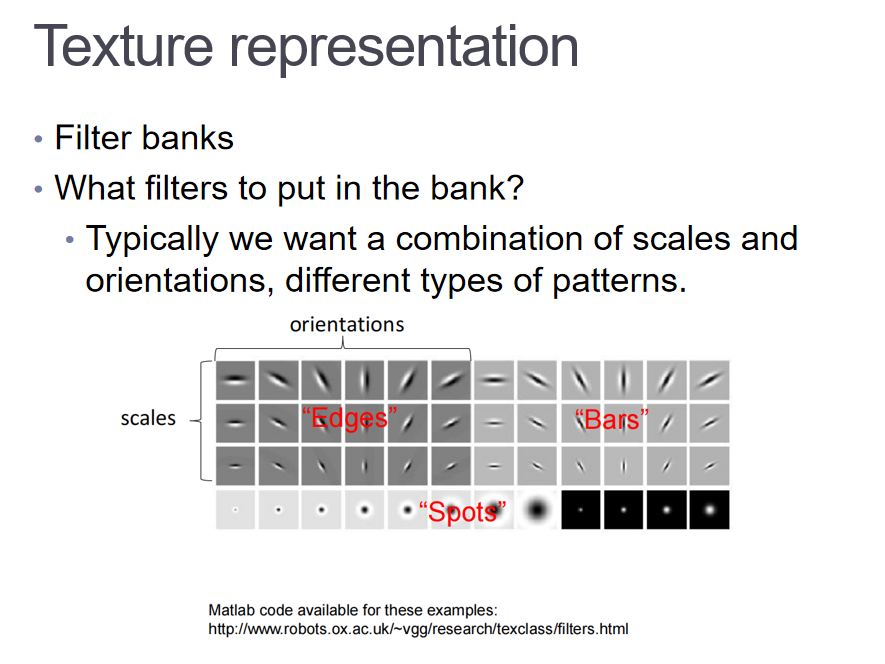 Texture representation
• Filter banks
• What filters to put in the bank?
• Typically we want a combination of scales and
orientations, different types of patterns.
orientations
scales
“Edges”
“Bars”
“Spots”
Matlab code available for these examples:
http://www.robots.ox.ac.uk/~vgg/research/texclass/filters.html